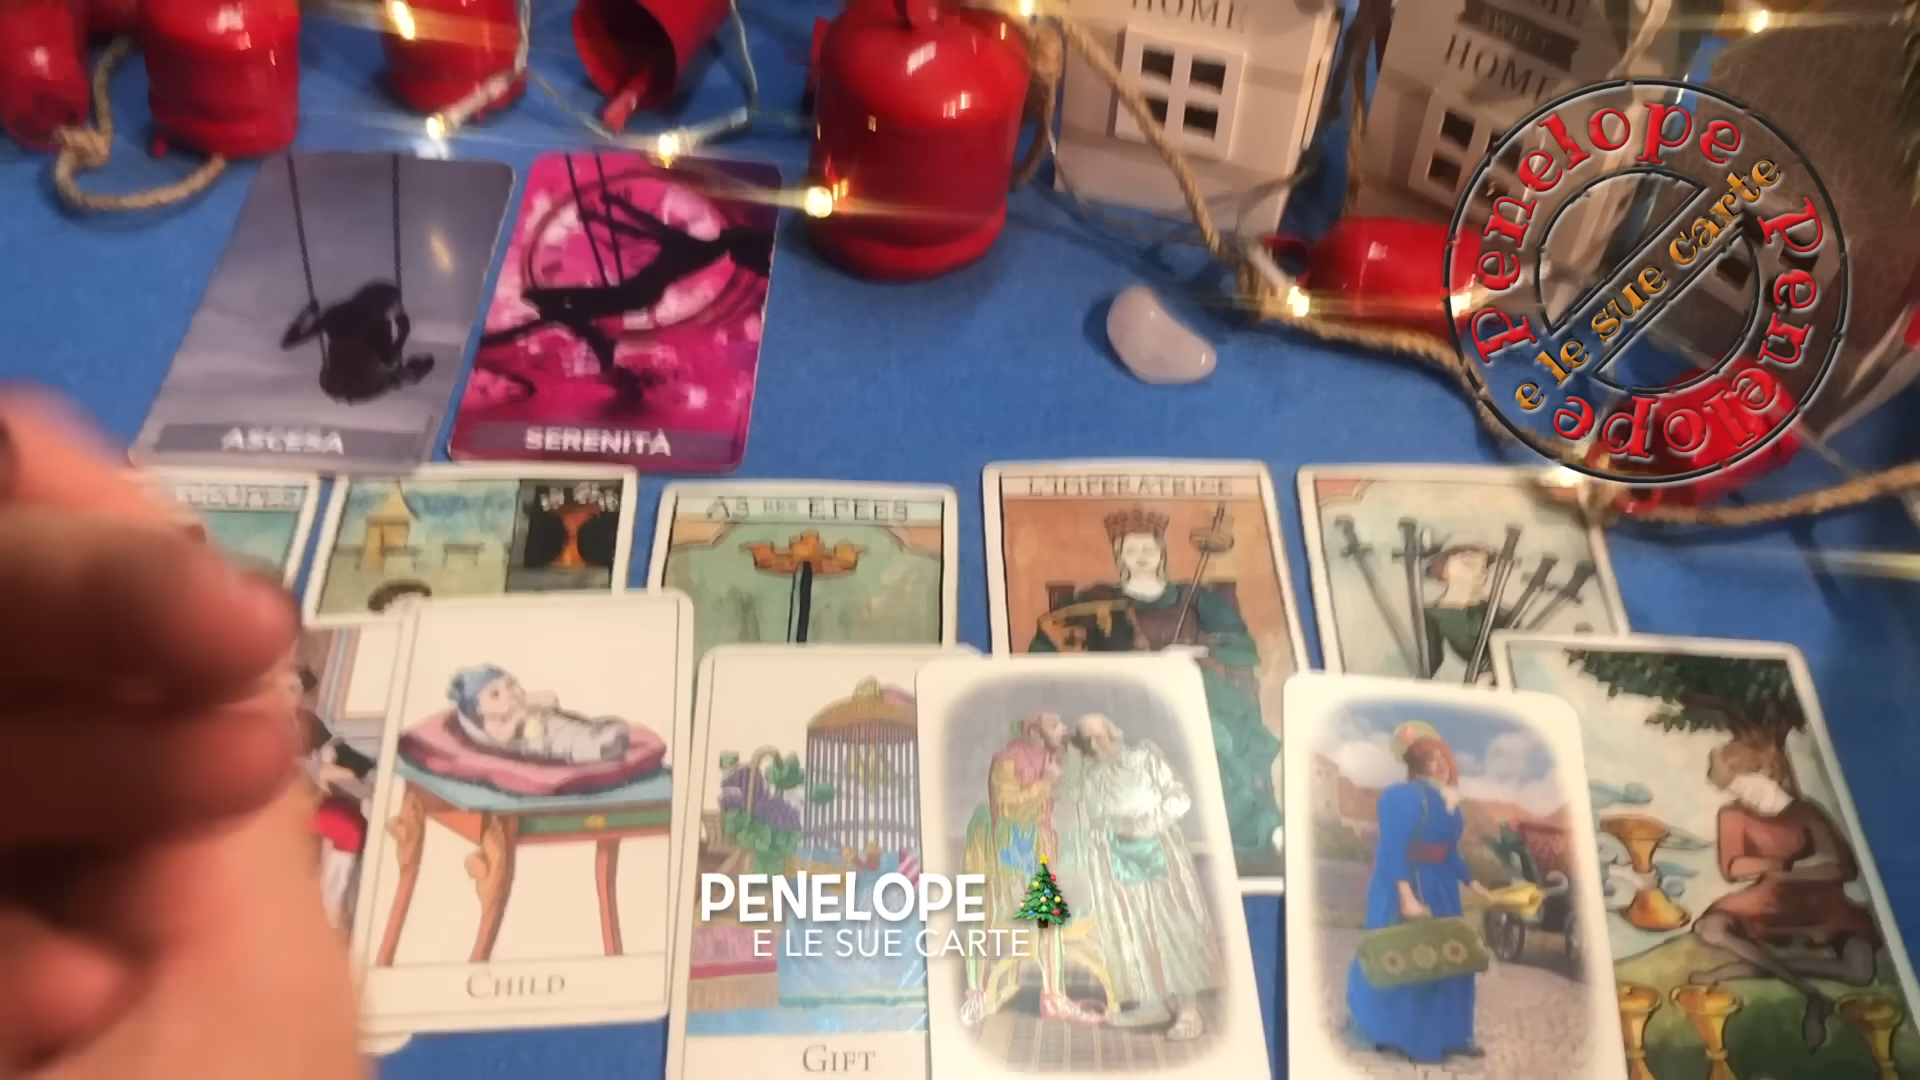 HOME
HOME
Penelope Penelope
e le sue carte
ASCESA
SERENITÀ
AS DES EPEES
L'IMPERATRICE
CHILD
GIFT
PENELOPE
E LE SUE CARTE